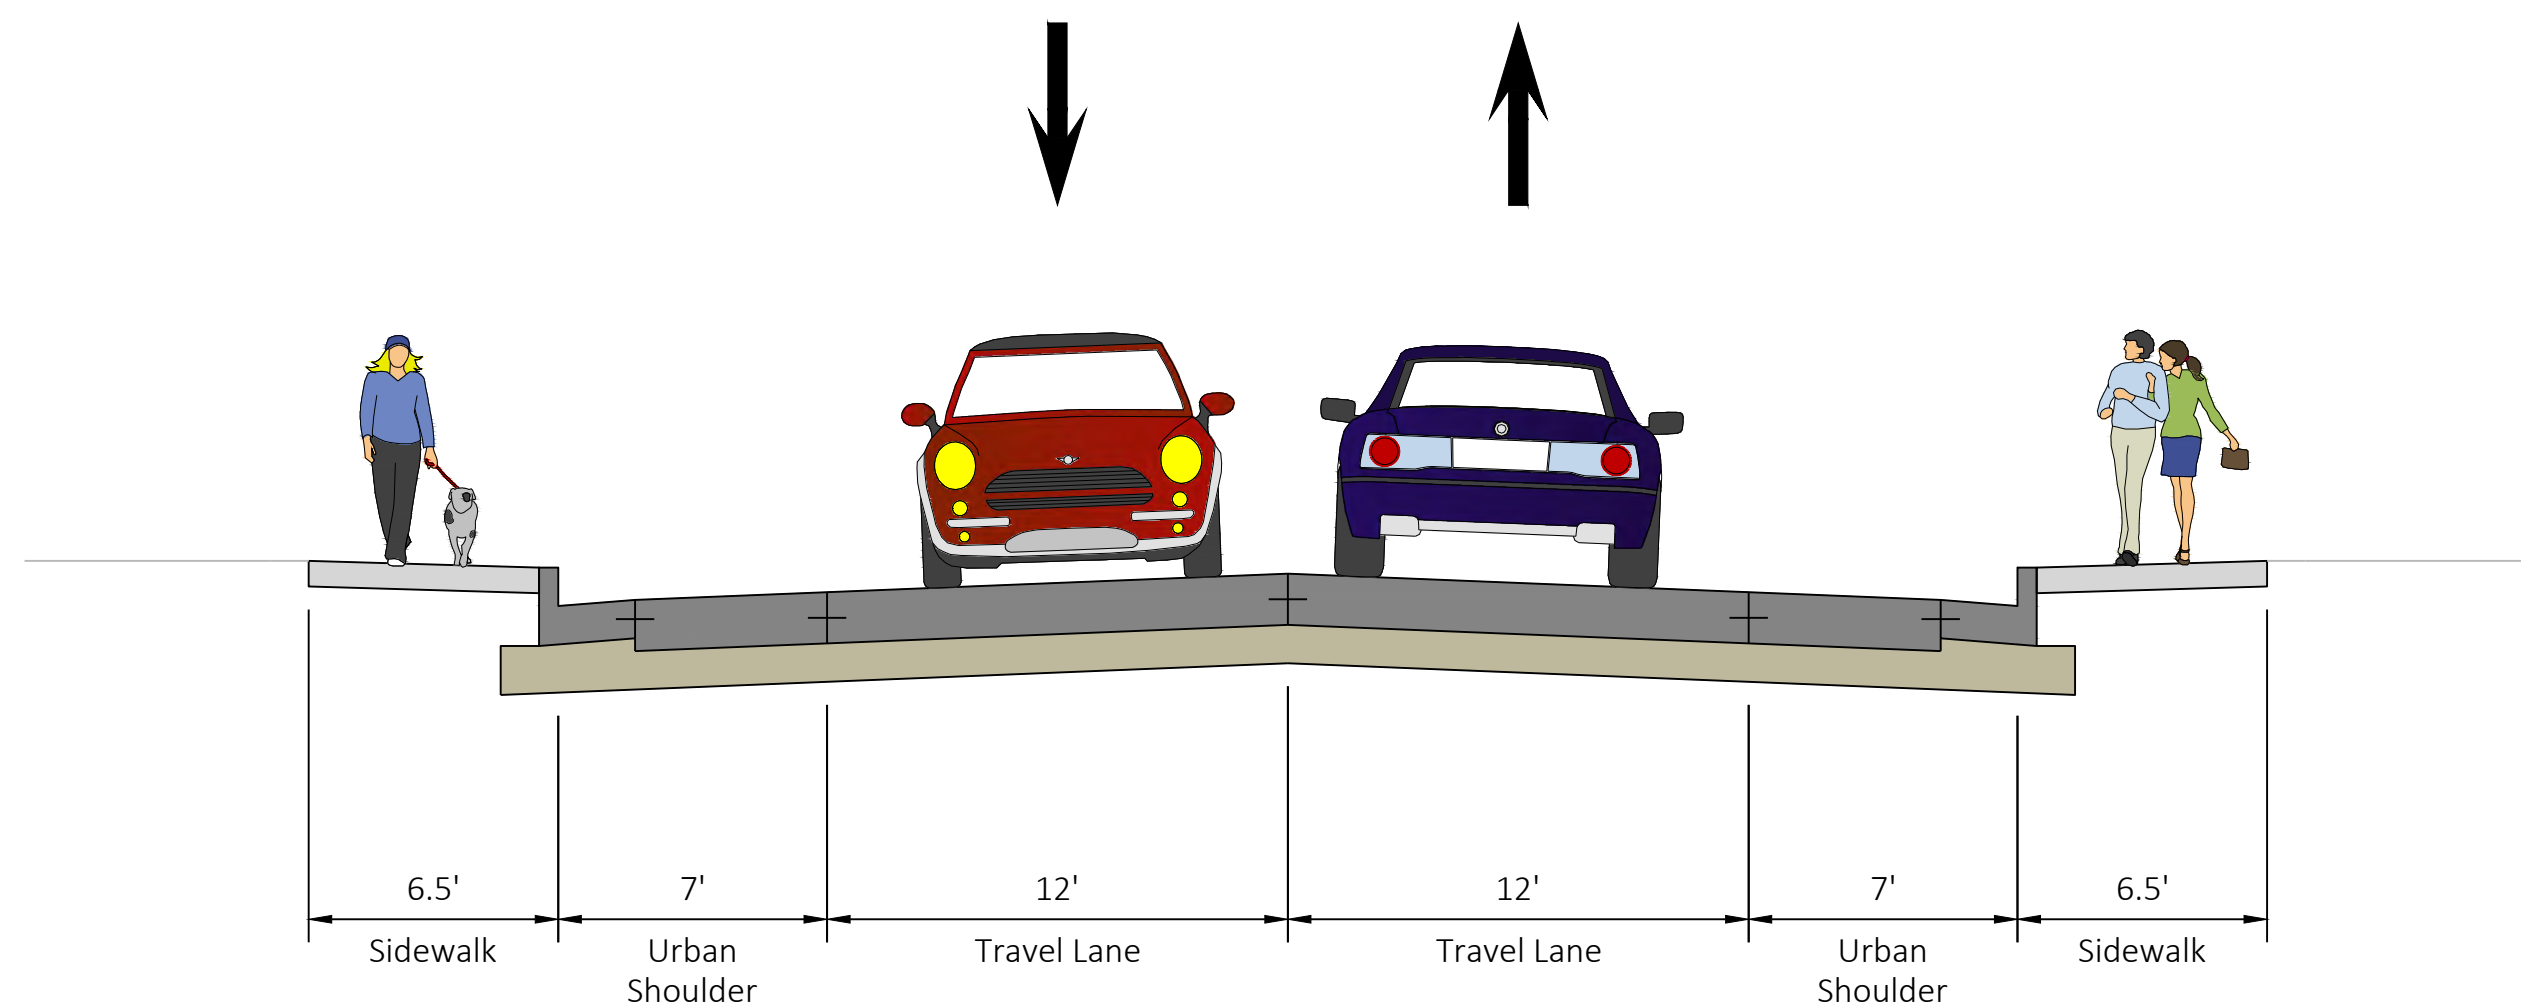 6.5' 7' 12' 12' 7' 6.5'
Sidewalk Urban Travel Lane Travel Lane Urban Sidewalk
Shoulder Shoulder